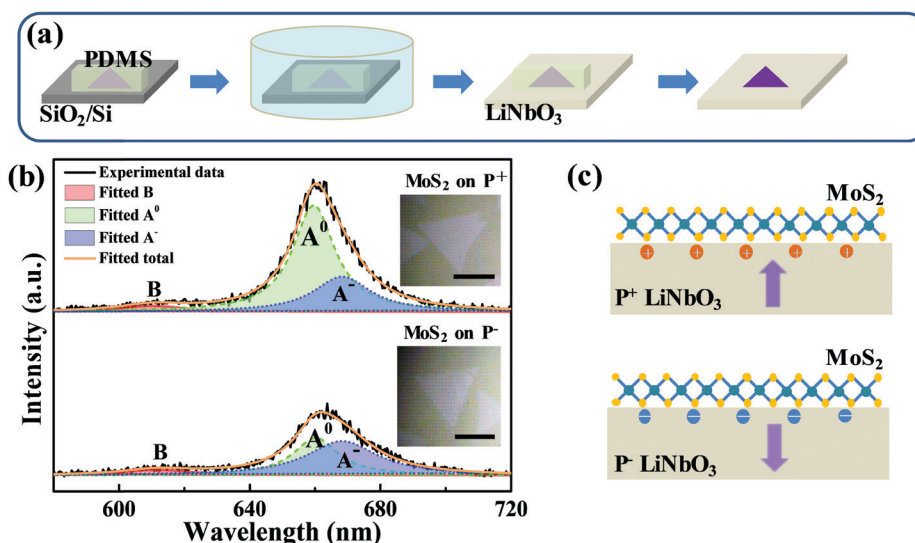 (a)
PDMS
SiO₂/Si
LiNbO₃
(b)
Experimental data
Fitted B
Fitted A⁰
Fitted A⁻
Fitted total
MoS₂ on P⁺
A⁰
B
A⁻
MoS₂ on P⁻
A⁰
B
A⁻
Intensity (a.u.)
600
640
680
720
Wavelength (nm)
(c)
MoS₂
+ + + + +
P⁺ LiNbO₃
MoS₂
− − − − −
P⁻ LiNbO₃